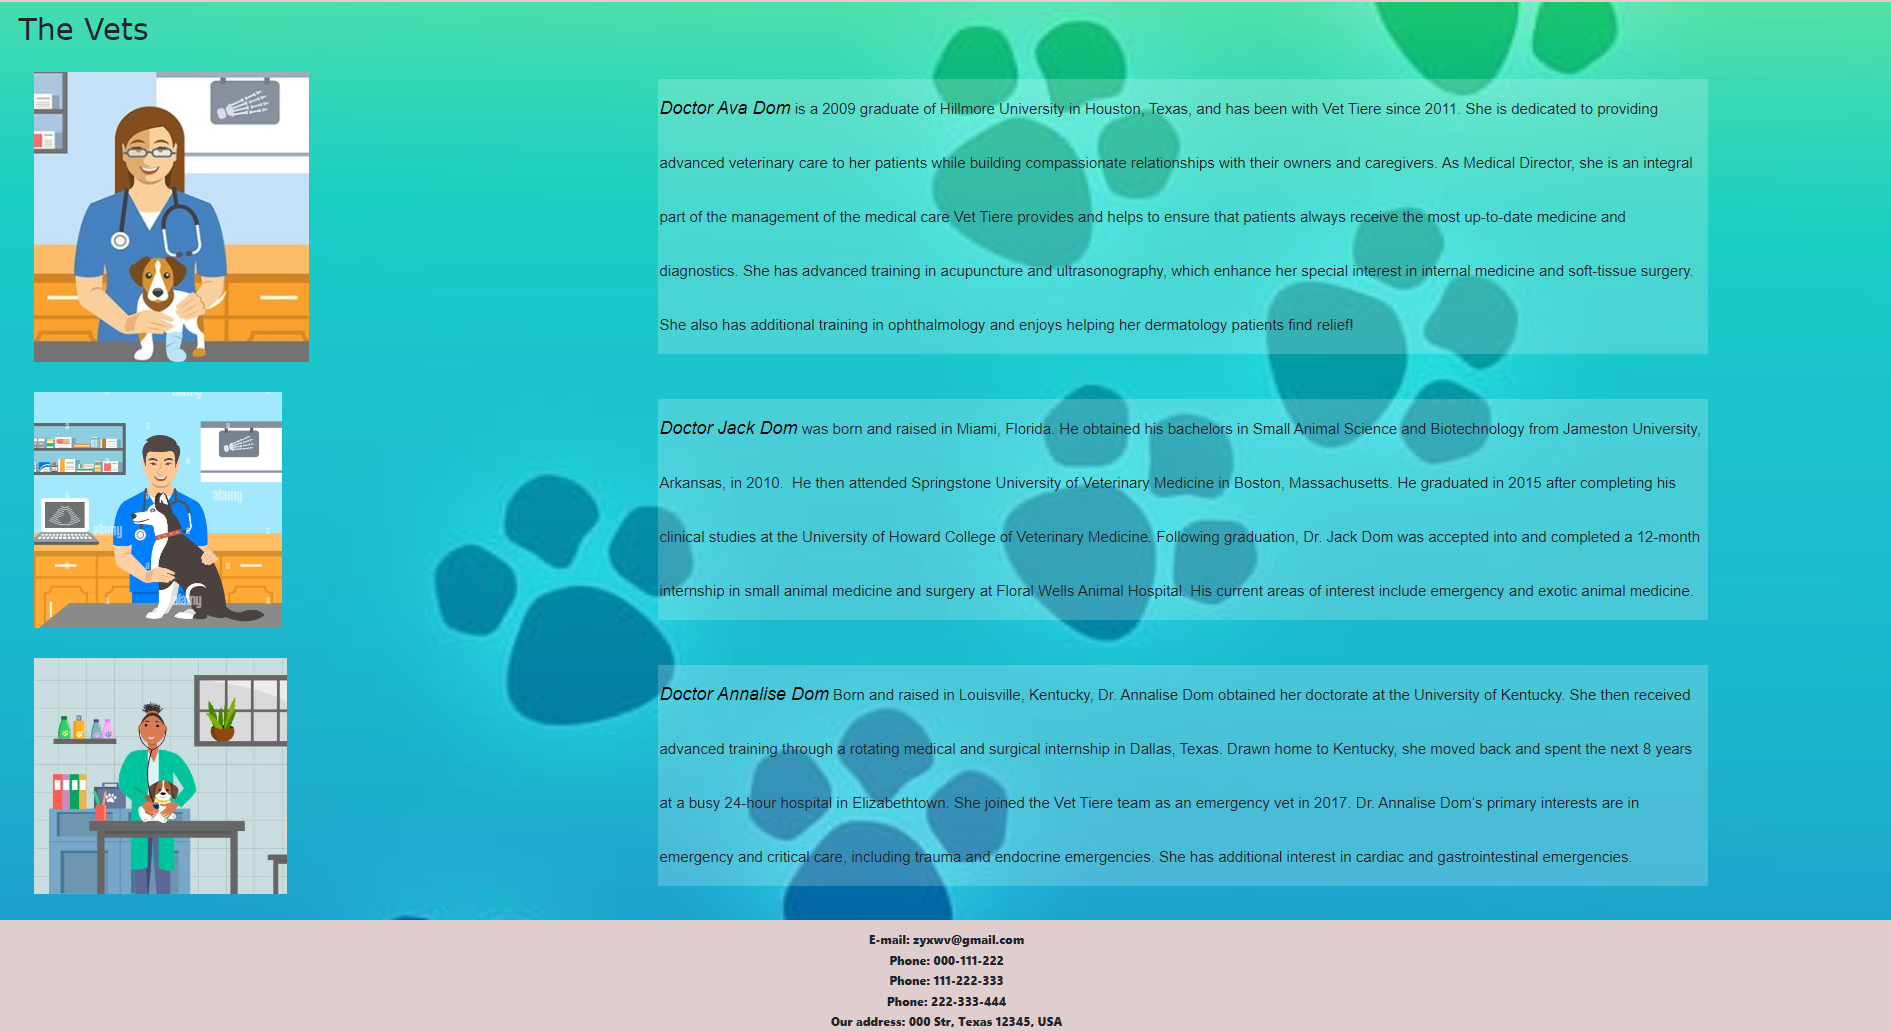 The Vets
Doctor Ava Dom is a 2009 graduate of Hillmore University in Houston, Texas, and has been with Vet Tiere since 2011. She is dedicated to providing
advanced veterinary care to her patients while building compassionate relationships with their owners and caregivers. As Medical Director, she is an integral
part of the management of the medical care Vet Tiere provides and helps to ensure that patients always receive the most up-to-date medicine and
diagnostics. She has advanced training in acupuncture and ultrasonography, which enhance her special interest in internal medicine and soft-tissue surgery.
She also has additional training in ophthalmology and enjoys helping her dermatology patients find relief!
alamy
alamy
alamy
Doctor Jack Dom was born and raised in Miami, Florida. He obtained his bachelors in Small Animal Science and Biotechnology from Jameston University,
Arkansas, in 2010.  He then attended Springstone University of Veterinary Medicine in Boston, Massachusetts. He graduated in 2015 after completing his
clinical studies at the University of Howard College of Veterinary Medicine. Following graduation, Dr. Jack Dom was accepted into and completed a 12-month
internship in small animal medicine and surgery at Floral Wells Animal Hospital. His current areas of interest include emergency and exotic animal medicine.
Doctor Annalise Dom Born and raised in Louisville, Kentucky, Dr. Annalise Dom obtained her doctorate at the University of Kentucky. She then received
advanced training through a rotating medical and surgical internship in Dallas, Texas. Drawn home to Kentucky, she moved back and spent the next 8 years
at a busy 24-hour hospital in Elizabethtown. She joined the Vet Tiere team as an emergency vet in 2017. Dr. Annalise Dom's primary interests are in
emergency and critical care, including trauma and endocrine emergencies. She has additional interest in cardiac and gastrointestinal emergencies.
E-mail: zyxwv@gmail.com
Phone: 000-111-222
Phone: 111-222-333
Phone: 222-333-444
Our address: 000 Str, Texas 12345, USA